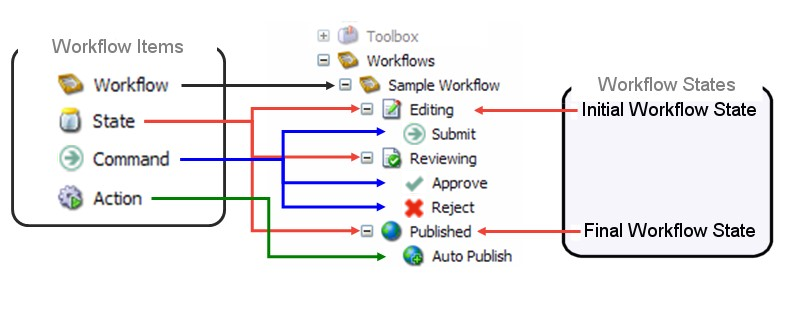 Workflow Items
Workflow
State
Command
Action
Toolbox
Workflows
Sample Workflow
Editing
Submit
Reviewing
Approve
Reject
Published
Auto Publish
Workflow States
Initial Workflow State
Final Workflow State